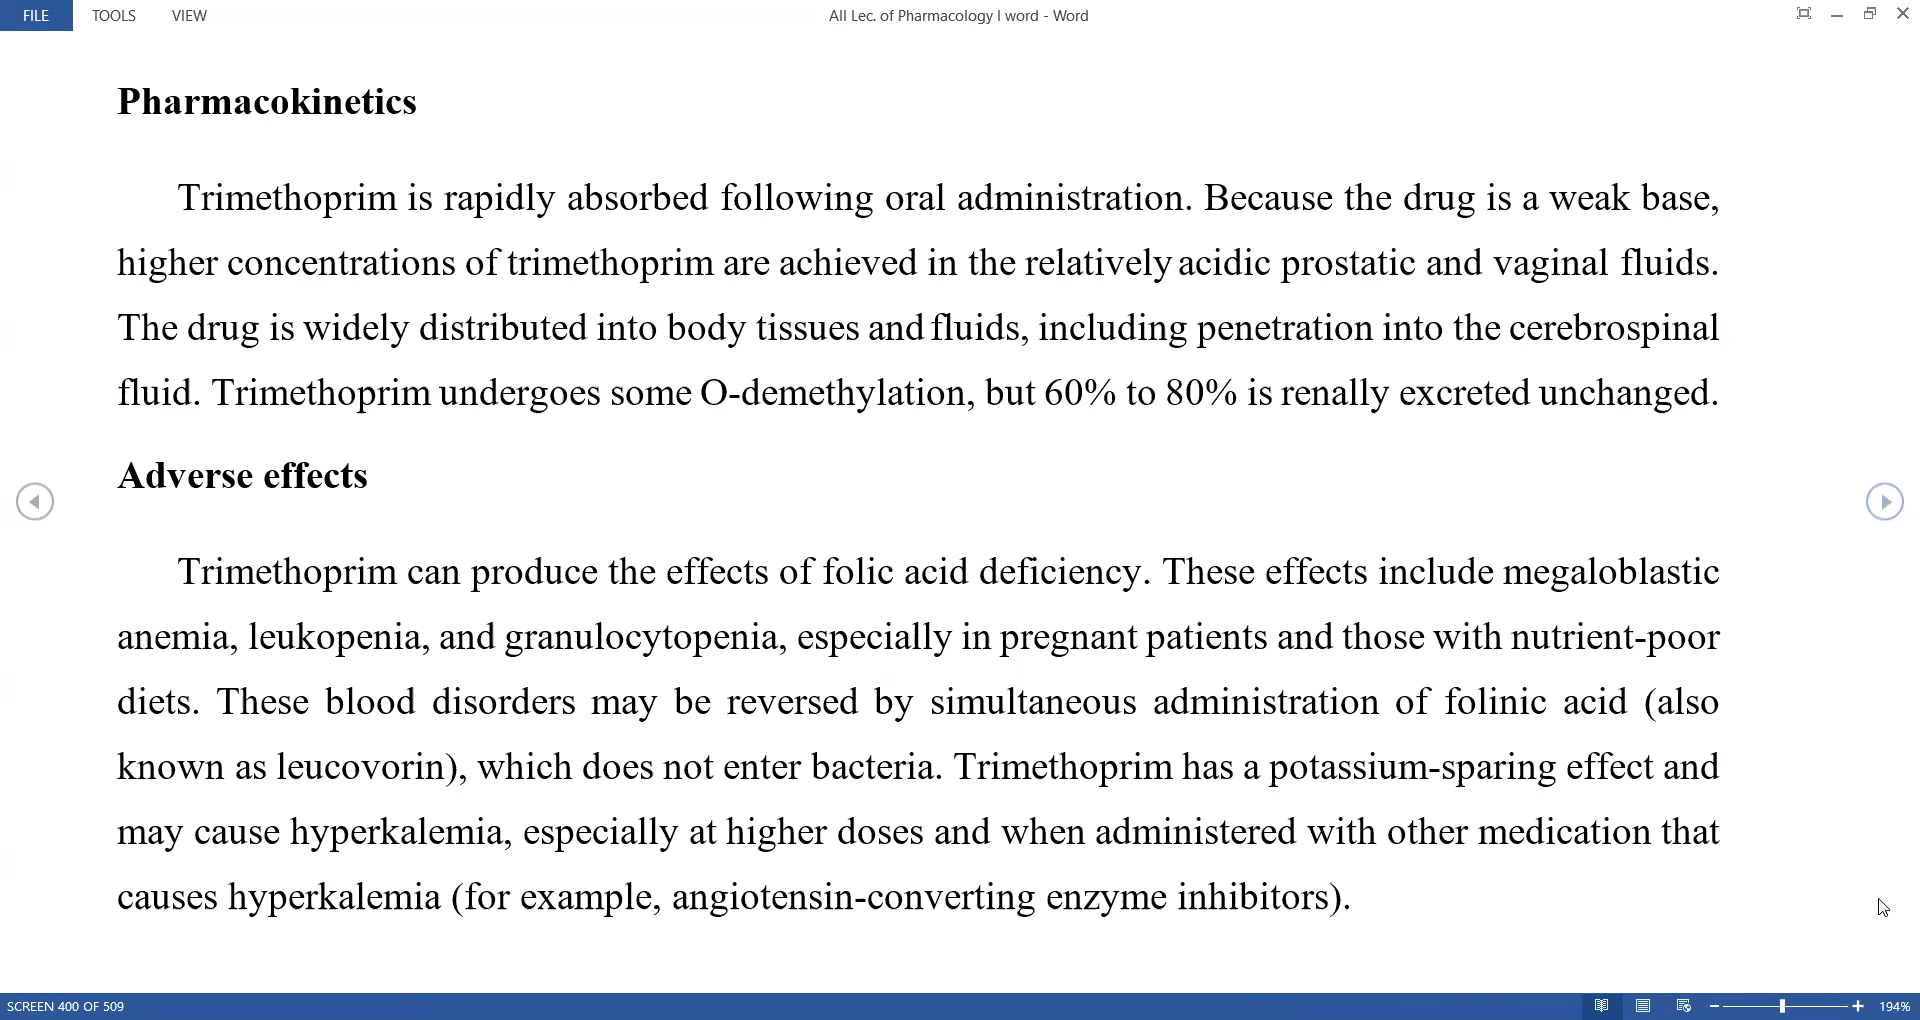 FILE TOOLS VIEW All Lec. of Pharmacology I word - Word
Pharmacokinetics
Trimethoprim is rapidly absorbed following oral administration. Because the drug is a weak base,
higher concentrations of trimethoprim are achieved in the relatively acidic prostatic and vaginal fluids.
The drug is widely distributed into body tissues and fluids, including penetration into the cerebrospinal
fluid. Trimethoprim undergoes some O-demethylation, but 60% to 80% is renally excreted unchanged.
Adverse effects
Trimethoprim can produce the effects of folic acid deficiency. These effects include megaloblastic
anemia, leukopenia, and granulocytopenia, especially in pregnant patients and those with nutrient-poor
diets. These blood disorders may be reversed by simultaneous administration of folinic acid (also
known as leucovorin), which does not enter bacteria. Trimethoprim has a potassium-sparing effect and
may cause hyperkalemia, especially at higher doses and when administered with other medication that
causes hyperkalemia (for example, angiotensin-converting enzyme inhibitors).
SCREEN 400 OF 509 194%